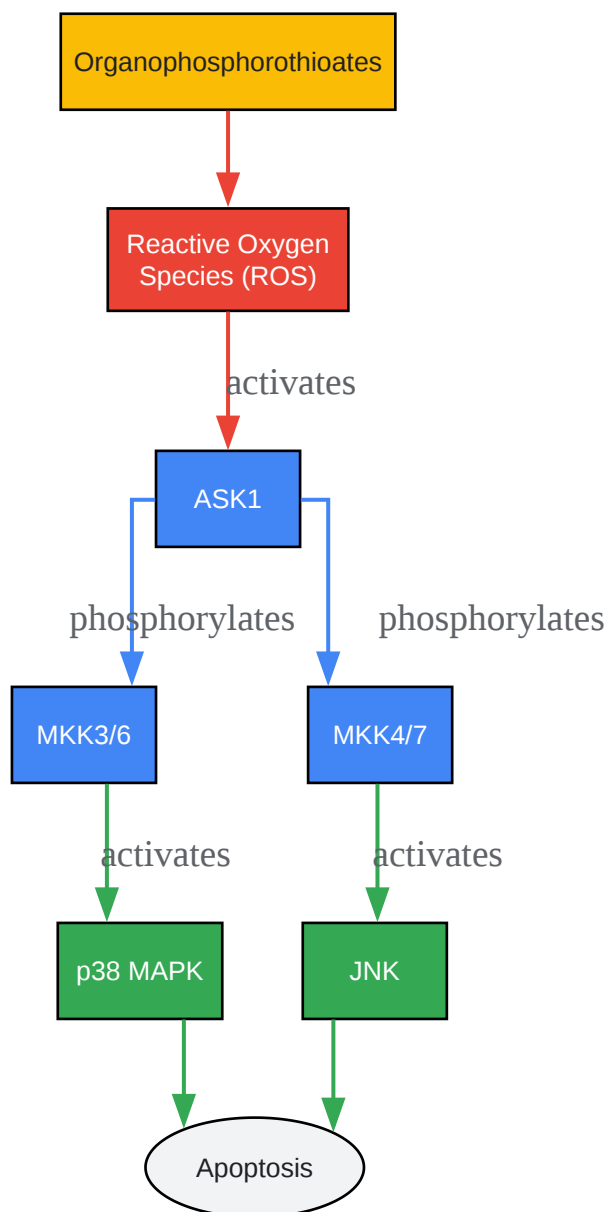 Organophosphorothioates
Reactive Oxygen
Species (ROS)
activates
ASK1
phosphorylates
phosphorylates
MKK3/6
MKK4/7
activates
activates
p38 MAPK
JNK
Apoptosis